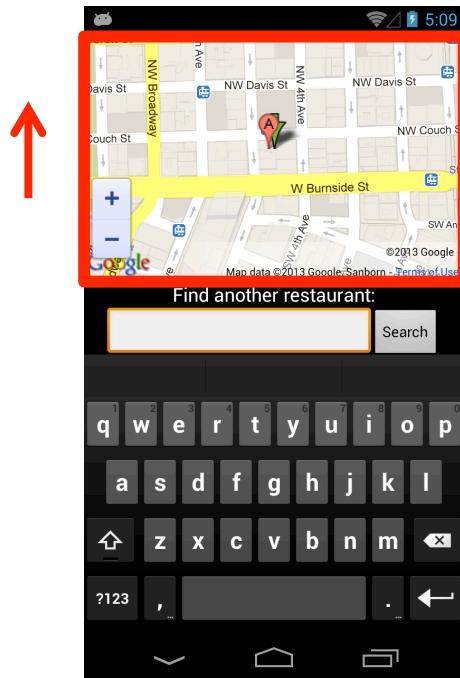 5:09
NW Broadway
Ave
NW Davis St
NW 4th Ave
NW Davis St
Davis St
A
Couch St
NW Couch S
W Burnside St
+
−
SW 4th Ave
SW An
©2013 Google -
Google
Map data ©2013 Google, Sanborn - Terms of Use
Find another restaurant:
Search
1 2 3 4 5 6 7 8 9 0
q w e r t y u i o p
a s d f g h j k l
z x c v b n m
?123 , ... . ...